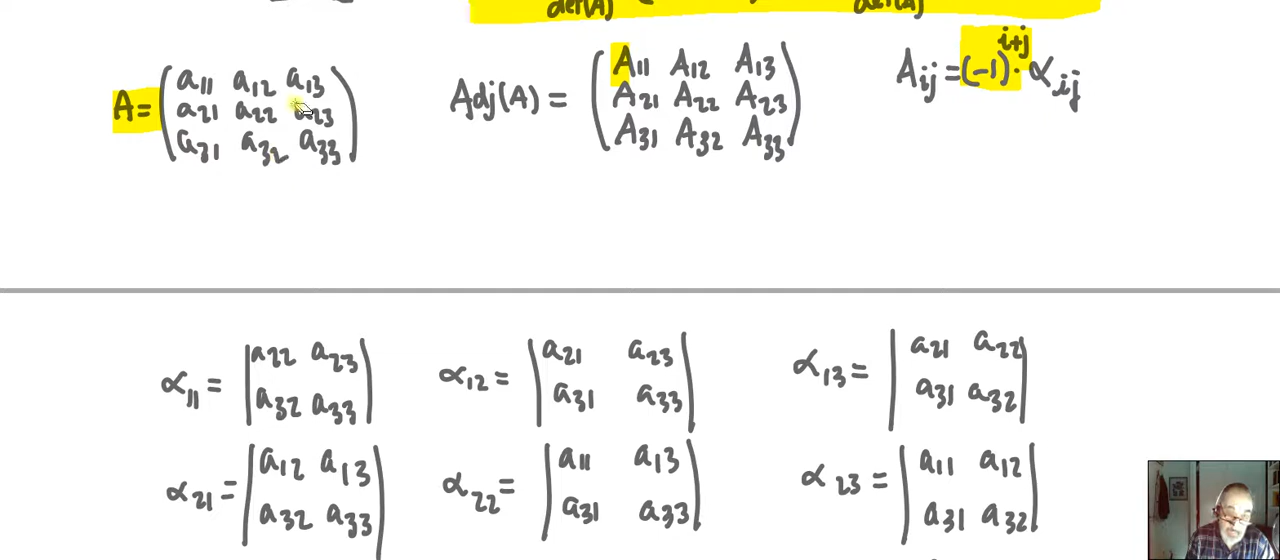 det(A) det(A)
A = ( a11 a12 a13 Adj(A) = ( A11 A12 A13 ) Aij = (-1)^i+j · αij
a21 a22 a23 A21 A22 A23
a31 a32 a33 ) A31 A32 A33 )
α11 = | a22 a23 | α12 = | a21 a23 | α13 = | a21 a22 |
| a32 a33 | | a31 a33 | | a31 a32 |
α21 = | a12 a13 | α22 = | a11 a13 | α23 = | a11 a12 |
| a32 a33 | | a31 a33 | | a31 a32 |